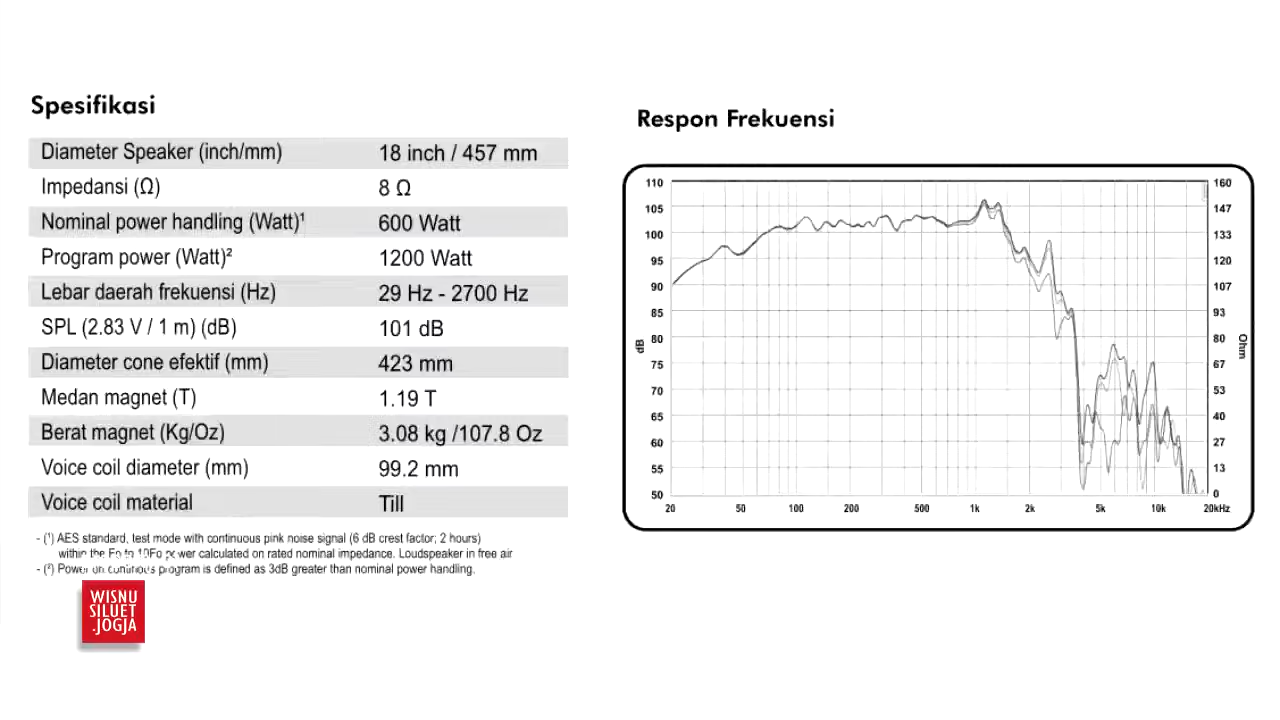 Spesifikasi
Diameter Speaker (inch/mm) 18 inch / 457 mm
Impedansi (Ω) 8 Ω
Nominal power handling (Watt)¹ 600 Watt
Program power (Watt)² 1200 Watt
Lebar daerah frekuensi (Hz) 29 Hz - 2700 Hz
SPL (2.83 V / 1 m) (dB) 101 dB
Diameter cone efektif (mm) 423 mm
Medan magnet (T) 1.19 T
Berat magnet (Kg/Oz) 3.08 kg /107.8 Oz
Voice coil diameter (mm) 99.2 mm
Voice coil material Till
- (¹) AES standard, test mode with continuous pink noise signal (6 dB crest factor; 2 hours)
within the Fo to 10Fo power calculated on rated nominal impedance. Loudspeaker in free air
- (²) Power on program is defined as 3dB greater than nominal power handling.
WISNU
SILUET
.JOGJA
Respon Frekuensi
110 160
105 147
100 133
95 120
90 107
85 93
80 80
75 67
70 53
65 40
60 27
55 13
50 0
dB
Ohm
20 50 100 200 500 1k 2k 5k 10k 20kHz